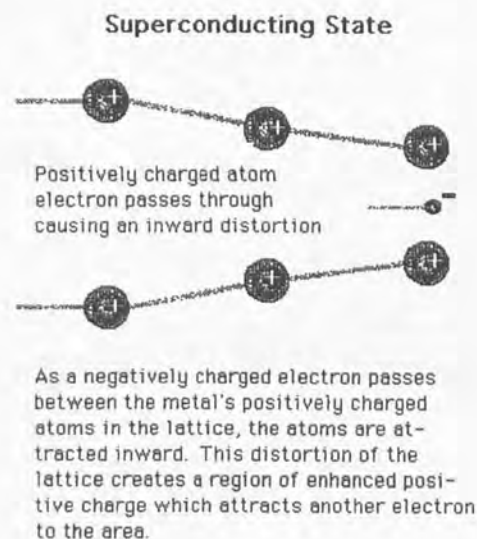 Superconducting State
+
+
+
Positively charged atom
electron passes through
causing an inward distortion
-
+
+
+
As a negatively charged electron passes
between the metal's positively charged
atoms in the lattice, the atoms are at-
tracted inward. This distortion of the
lattice creates a region of enhanced posi-
tive charge which attracts another electron
to the area.